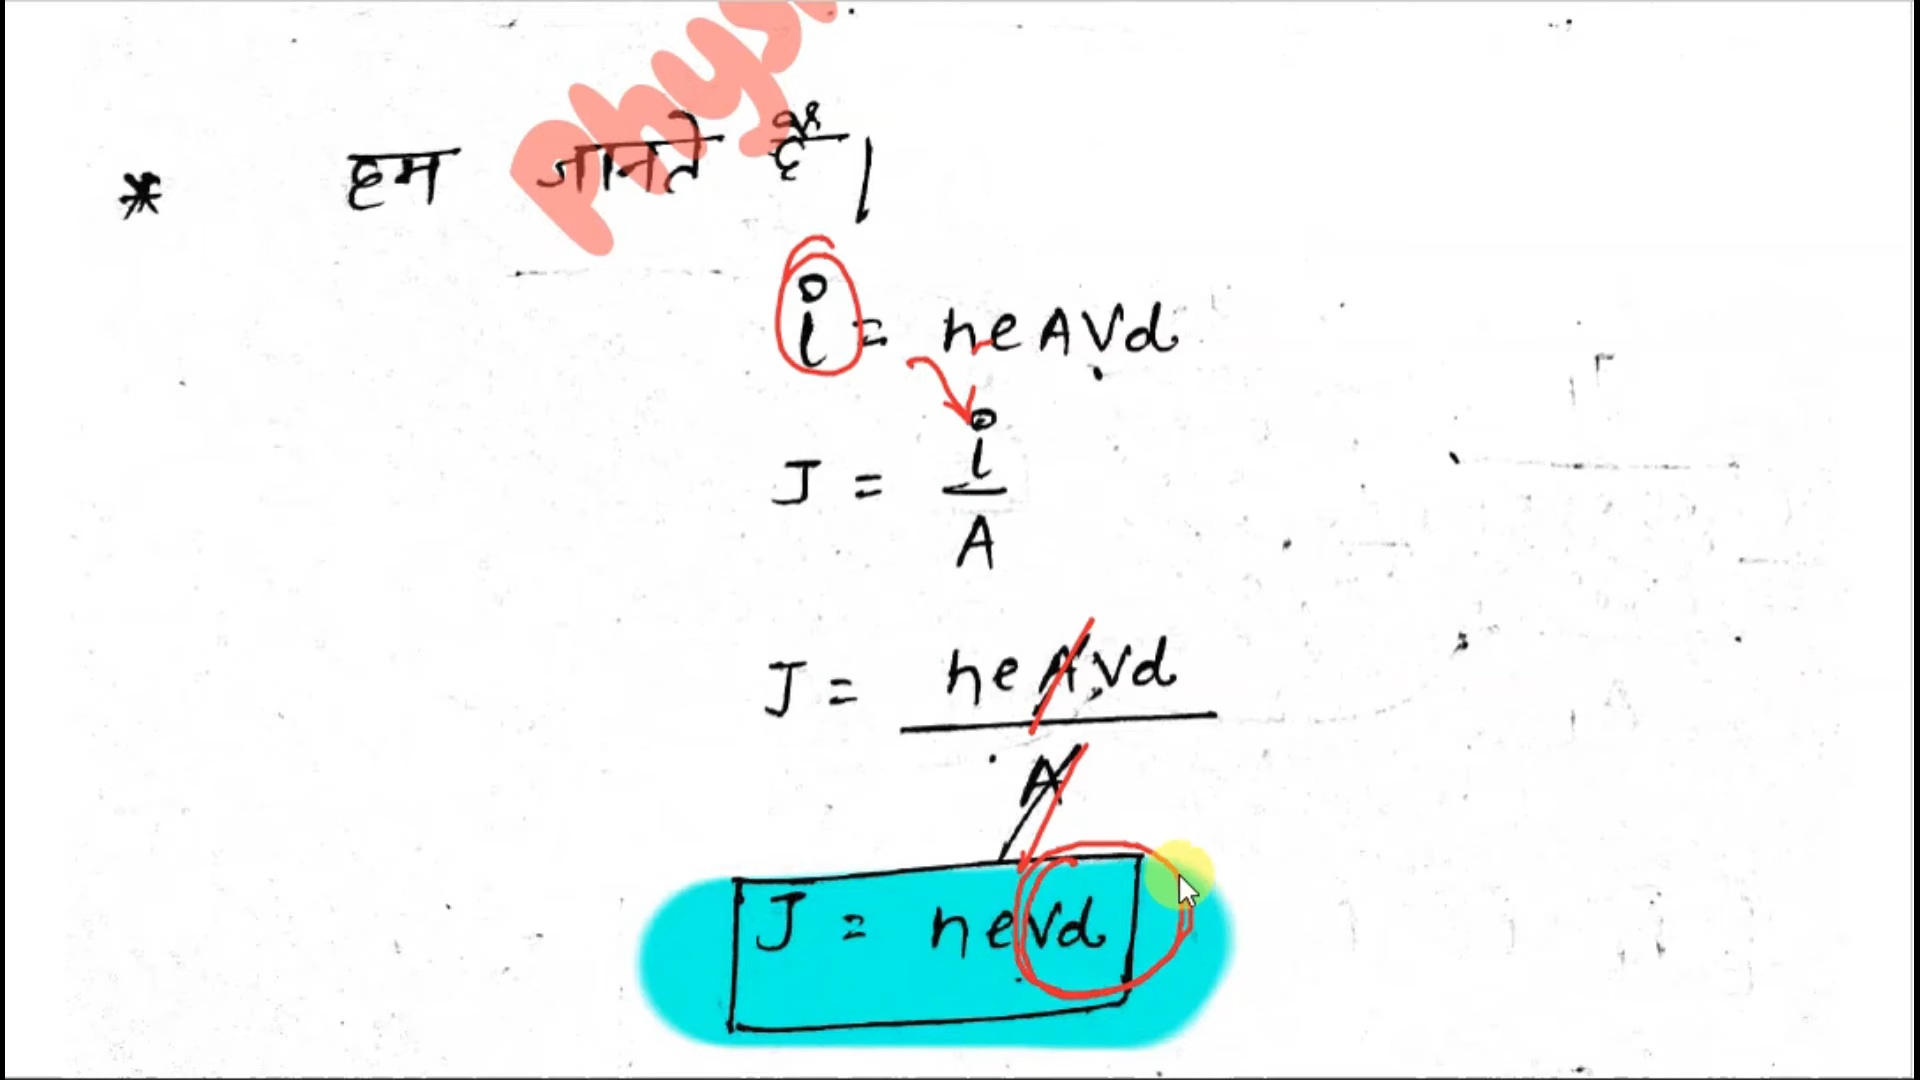 * हम जानते हैं|
i = neAVd
J = i
A
J = neAVd
A
J = neVd